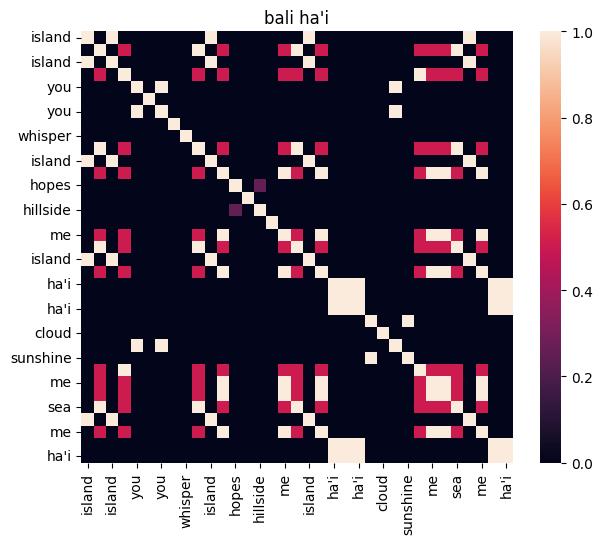 bali ha'i
island
island
you
you
whisper
island
hopes
hillside
me
island
ha'i
ha'i
cloud
sunshine
me
sea
me
ha'i
1.0
0.8
0.6
0.4
0.2
0.0
island
island
you
you
whisper
island
hopes
hillside
me
island
ha'i
ha'i
cloud
sunshine
me
sea
me
ha'i